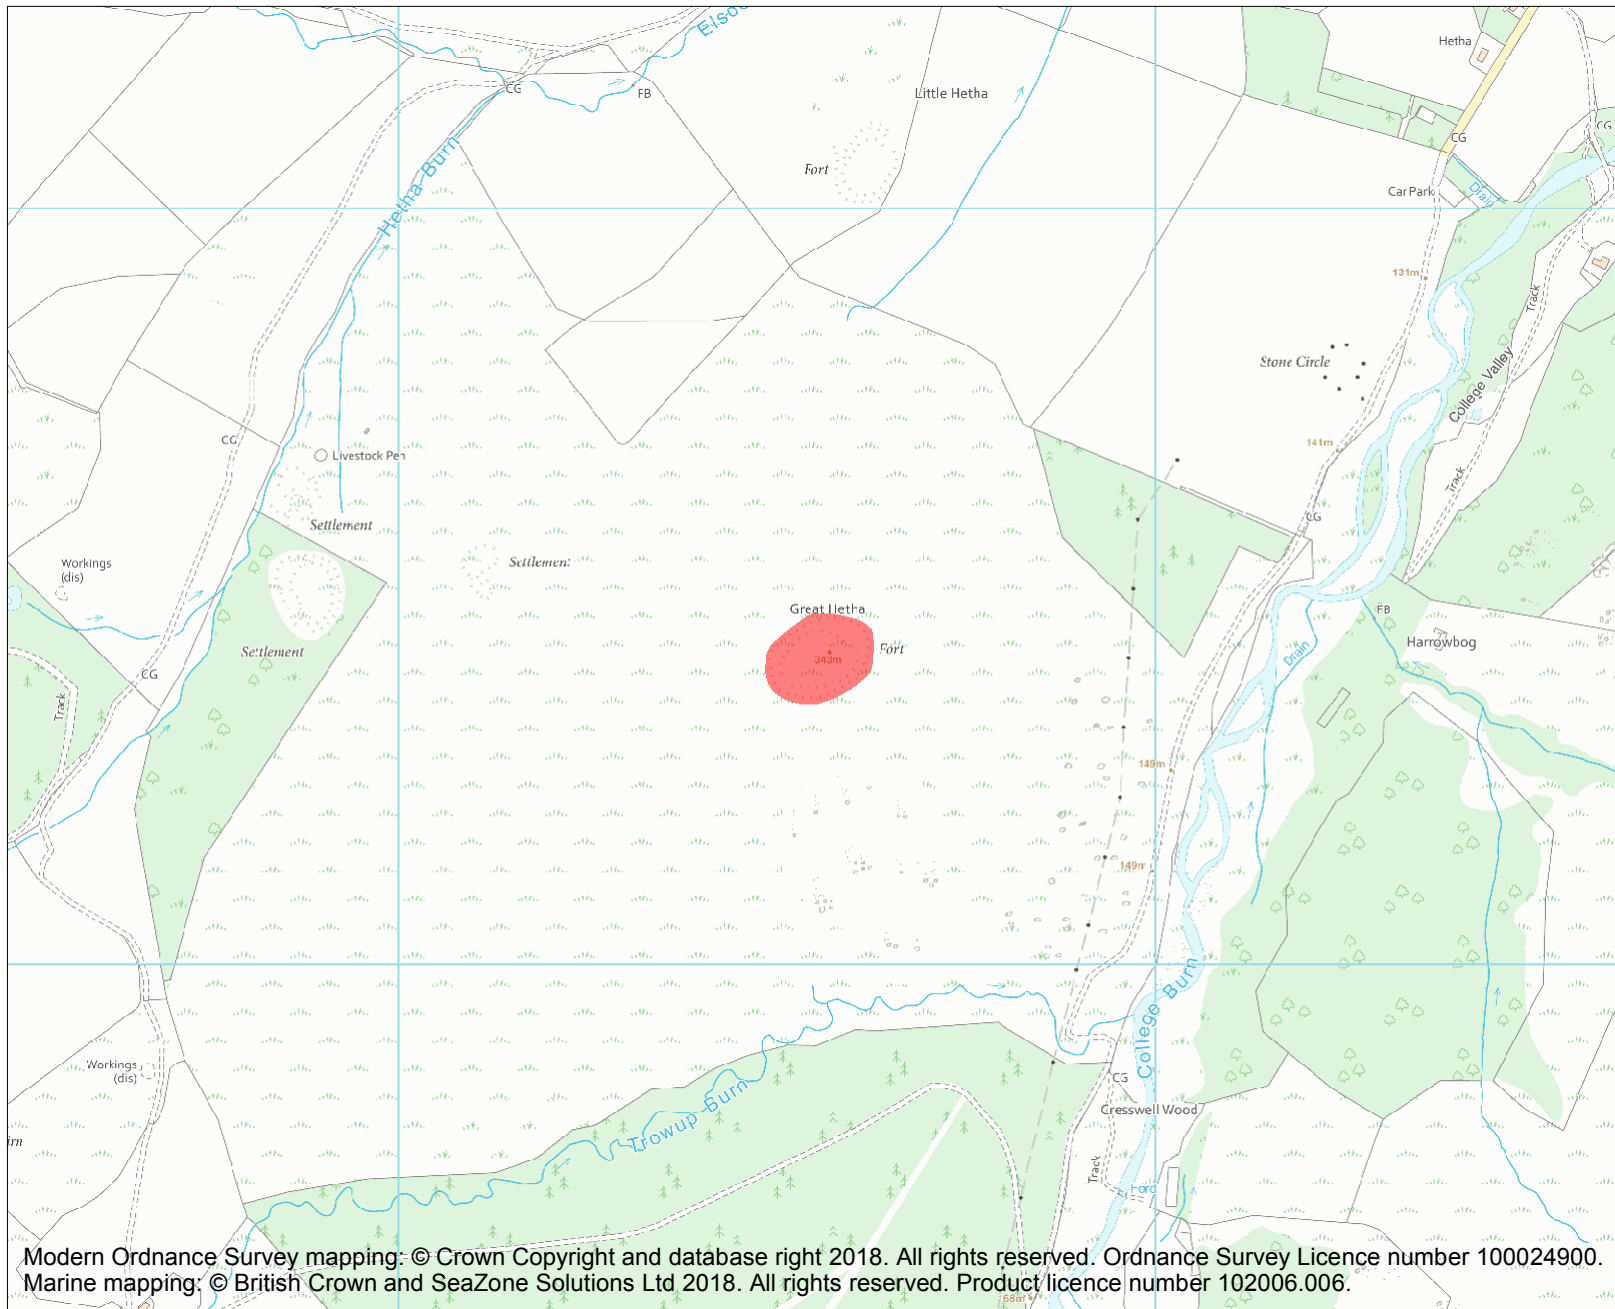 Elsdo
Hetha
CG
FB
Little Hetha
CG
CG
Hetha Burn
Fort
Car Park
Drain
131m
Track
Stone Circle
College Valley
CG
141m
Livestock Pen
Track
Settlement
CG
Settlement
Workings
(dis)
Great Hetha
FB
Harrowbog
Settlement
Fort
343m
Drain
CG
Track
149m
149m
College Burn
Workings
(dis)
CG
Cresswell Wood
Trowup Burn
irn
Track
Ford
Modern Ordnance Survey mapping: © Crown Copyright and database right 2018. All rights reserved. Ordnance Survey Licence number 100024900.
Marine mapping: © British Crown and SeaZone Solutions Ltd 2018. All rights reserved. Product licence number 102006.006.
68m